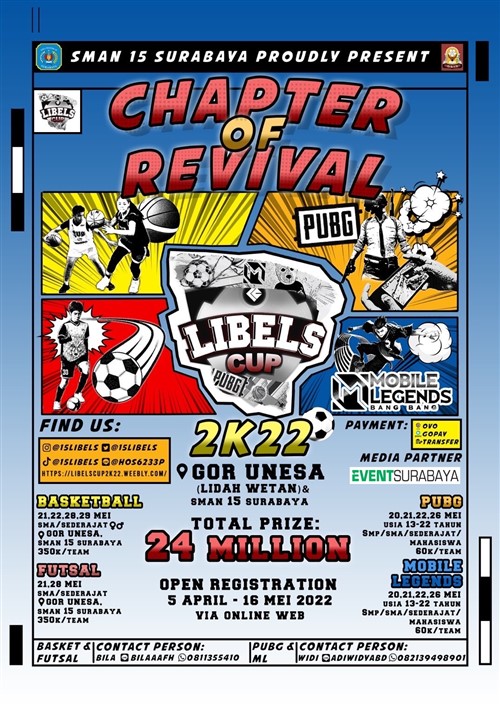 SMAN 15 SURABAYA PROUDLY PRESENT
LIBELS
CUP
CHAPTER
OF
REVIVAL
PUBG
LIBELS
CUP
PUBG
MOBILE
LEGENDS
BANG BANG
FIND US:
@15LIBELS @15LIBELS
@15LIBELS @HOS6233P
HTTPS://LIBELSCUP2K22.WEEBLY.COM/
2K22
GOR UNESA
(LIDAH WETAN) &
SMAN 15 SURABAYA
PAYMENT:
OVO
GOPAY
TRANSFER
MEDIA PARTNER
EVENTSURABAYA
BASKETBALL
21,22,28,29 MEI
SMA/SEDERAJAT
GOR UNESA,
SMAN 15 SURABAYA
350K/TEAM
FUTSAL
21,28 MEI
SMA/SEDERAJAT
GOR UNESA,
SMAN 15 SURABAYA
350K/TEAM
TOTAL PRIZE:
24 MILLION
OPEN REGISTRATION
5 APRIL - 16 MEI 2022
VIA ONLINE WEB
PUBG
20,21,22,26 MEI
USIA 13-22 TAHUN
SMP/SMA/SEDERAJAT/
MAHASISWA
60K/TEAM
MOBILE
LEGENDS
20,21,22,26 MEI
USIA 13-22 TAHUN
SMP/SMA/SEDERAJAT/
MAHASISWA
60K/TEAM
BASKET &
FUTSAL
CONTACT PERSON:
BILA BILAAAFH 0811355410
PUBG &
ML
CONTACT PERSON:
WIDI ADIWIDYABD 082139498901